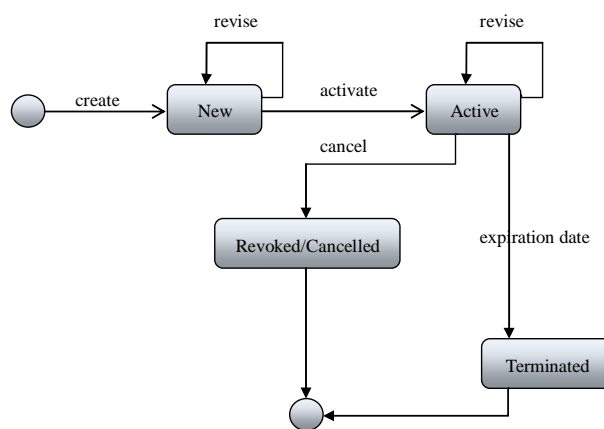 revise
revise
create
New
activate
Active
cancel
Revoked/Cancelled
expiration date
Terminated